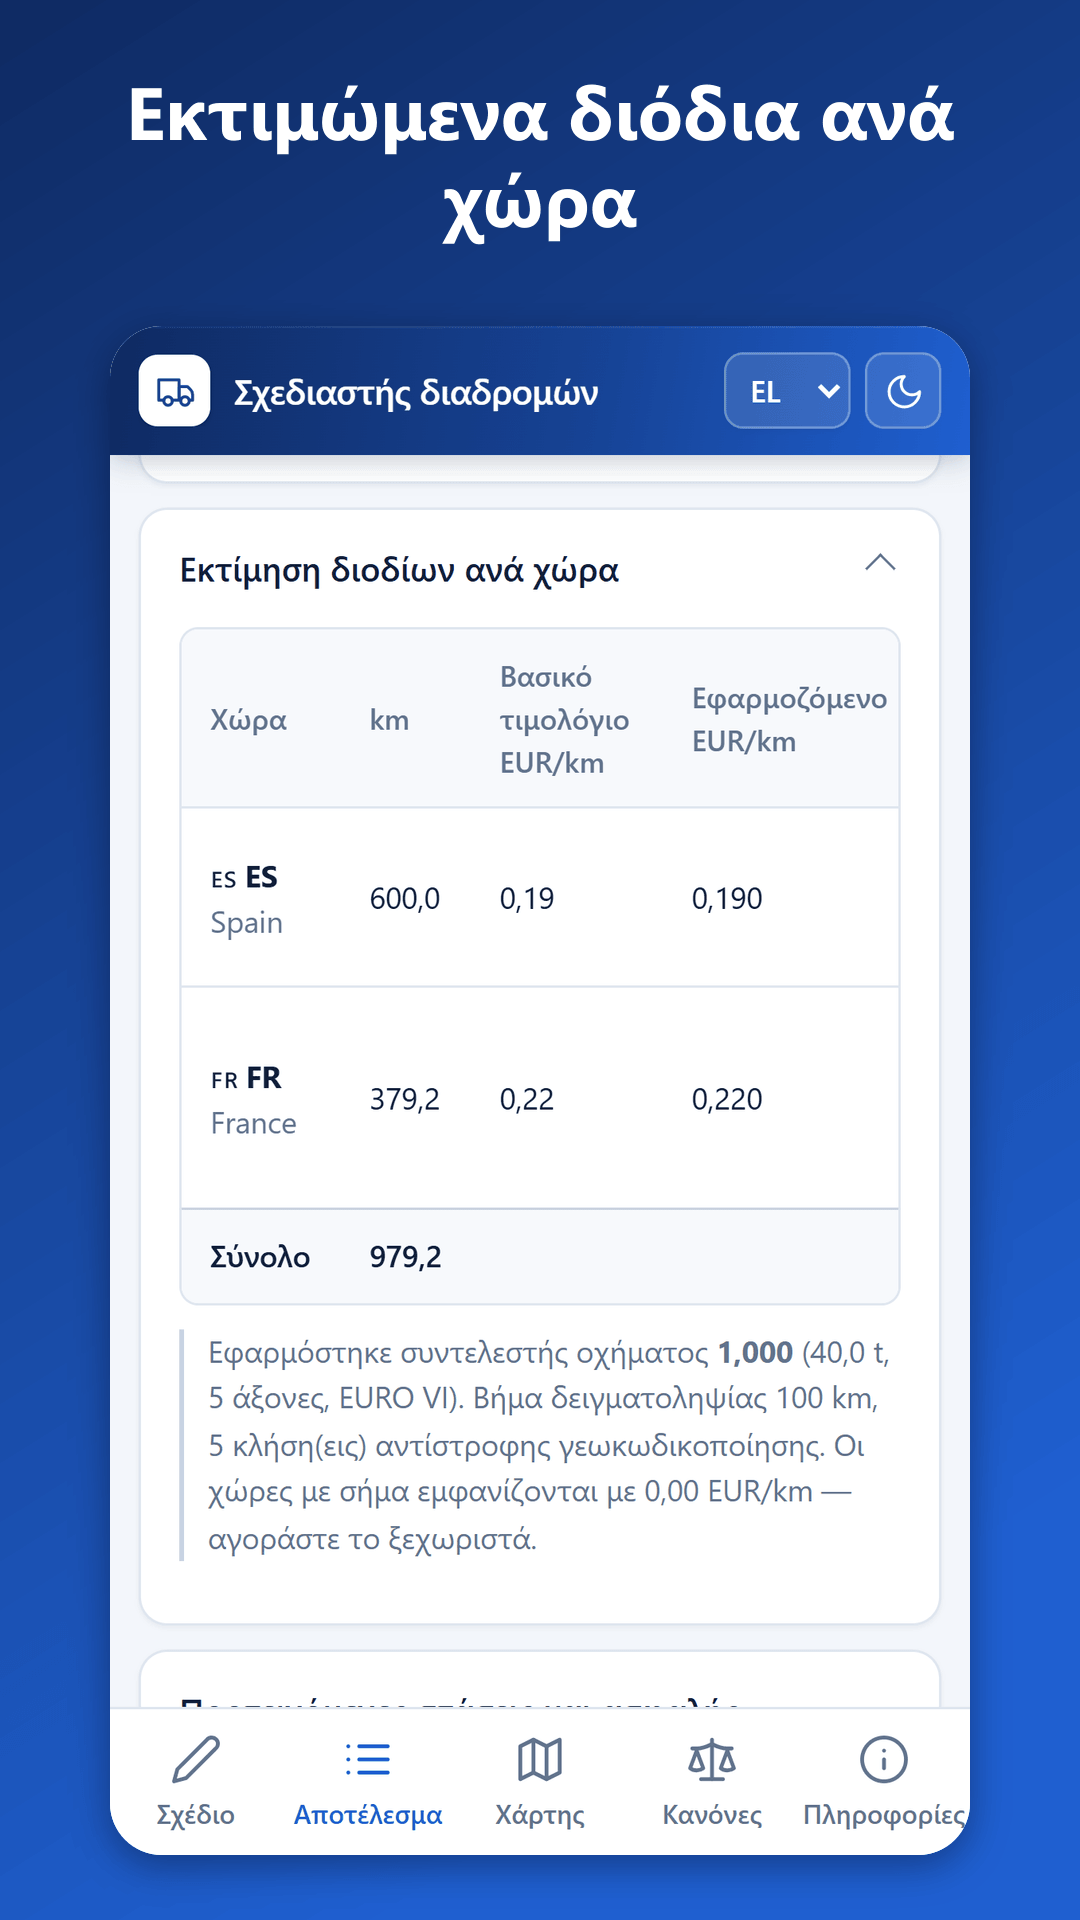 Εκτιμώμενα διόδια ανά
χώρα
Σχεδιαστής διαδρομών
EL
Εκτίμηση διοδίων ανά χώρα
Χώρα
km
Βασικό
τιμολόγιο
EUR/km
Εφαρμοζόμενο
EUR/km
ES ES
Spain
600,0
0,19
0,190
FR FR
France
379,2
0,22
0,220
Σύνολο
979,2
Εφαρμόστηκε συντελεστής οχήματος 1,000 (40,0 t,
5 άξονες, EURO VI). Βήμα δειγματοληψίας 100 km,
5 κλήση(εις) αντίστροφης γεωκωδικοποίησης. Οι
χώρες με σήμα εμφανίζονται με 0,00 EUR/km —
αγοράστε το ξεχωριστά.
Σχέδιο
Αποτέλεσμα
Χάρτης
Κανόνες
Πληροφορίες